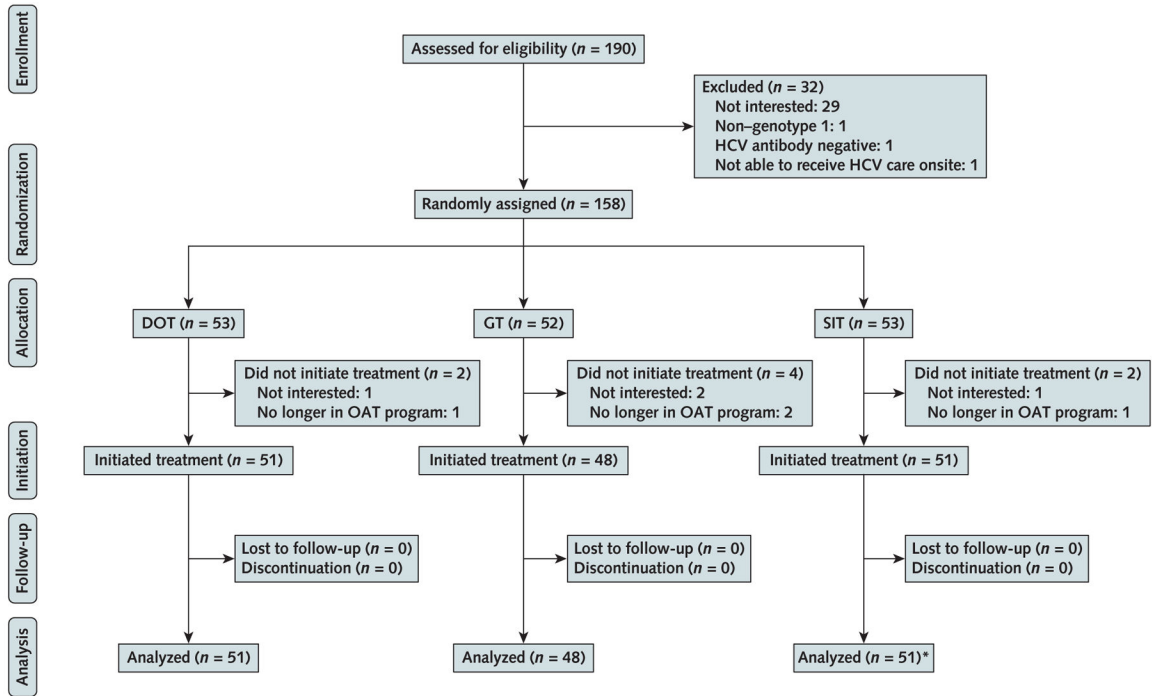 Enrollment
Assessed for eligibility (n = 190)
Excluded (n = 32)
Not interested: 29
Non–genotype 1: 1
HCV antibody negative: 1
Not able to receive HCV care onsite: 1
Randomization
Randomly assigned (n = 158)
Allocation
DOT (n = 53)
GT (n = 52)
SIT (n = 53)
Did not initiate treatment (n = 2)
Not interested: 1
No longer in OAT program: 1
Did not initiate treatment (n = 4)
Not interested: 2
No longer in OAT program: 2
Did not initiate treatment (n = 2)
Not interested: 1
No longer in OAT program: 1
Initiation
Initiated treatment (n = 51)
Initiated treatment (n = 48)
Initiated treatment (n = 51)
Follow-up
Lost to follow-up (n = 0)
Discontinuation (n = 0)
Lost to follow-up (n = 0)
Discontinuation (n = 0)
Lost to follow-up (n = 0)
Discontinuation (n = 0)
Analysis
Analyzed (n = 51)
Analyzed (n = 48)
Analyzed (n = 51)*